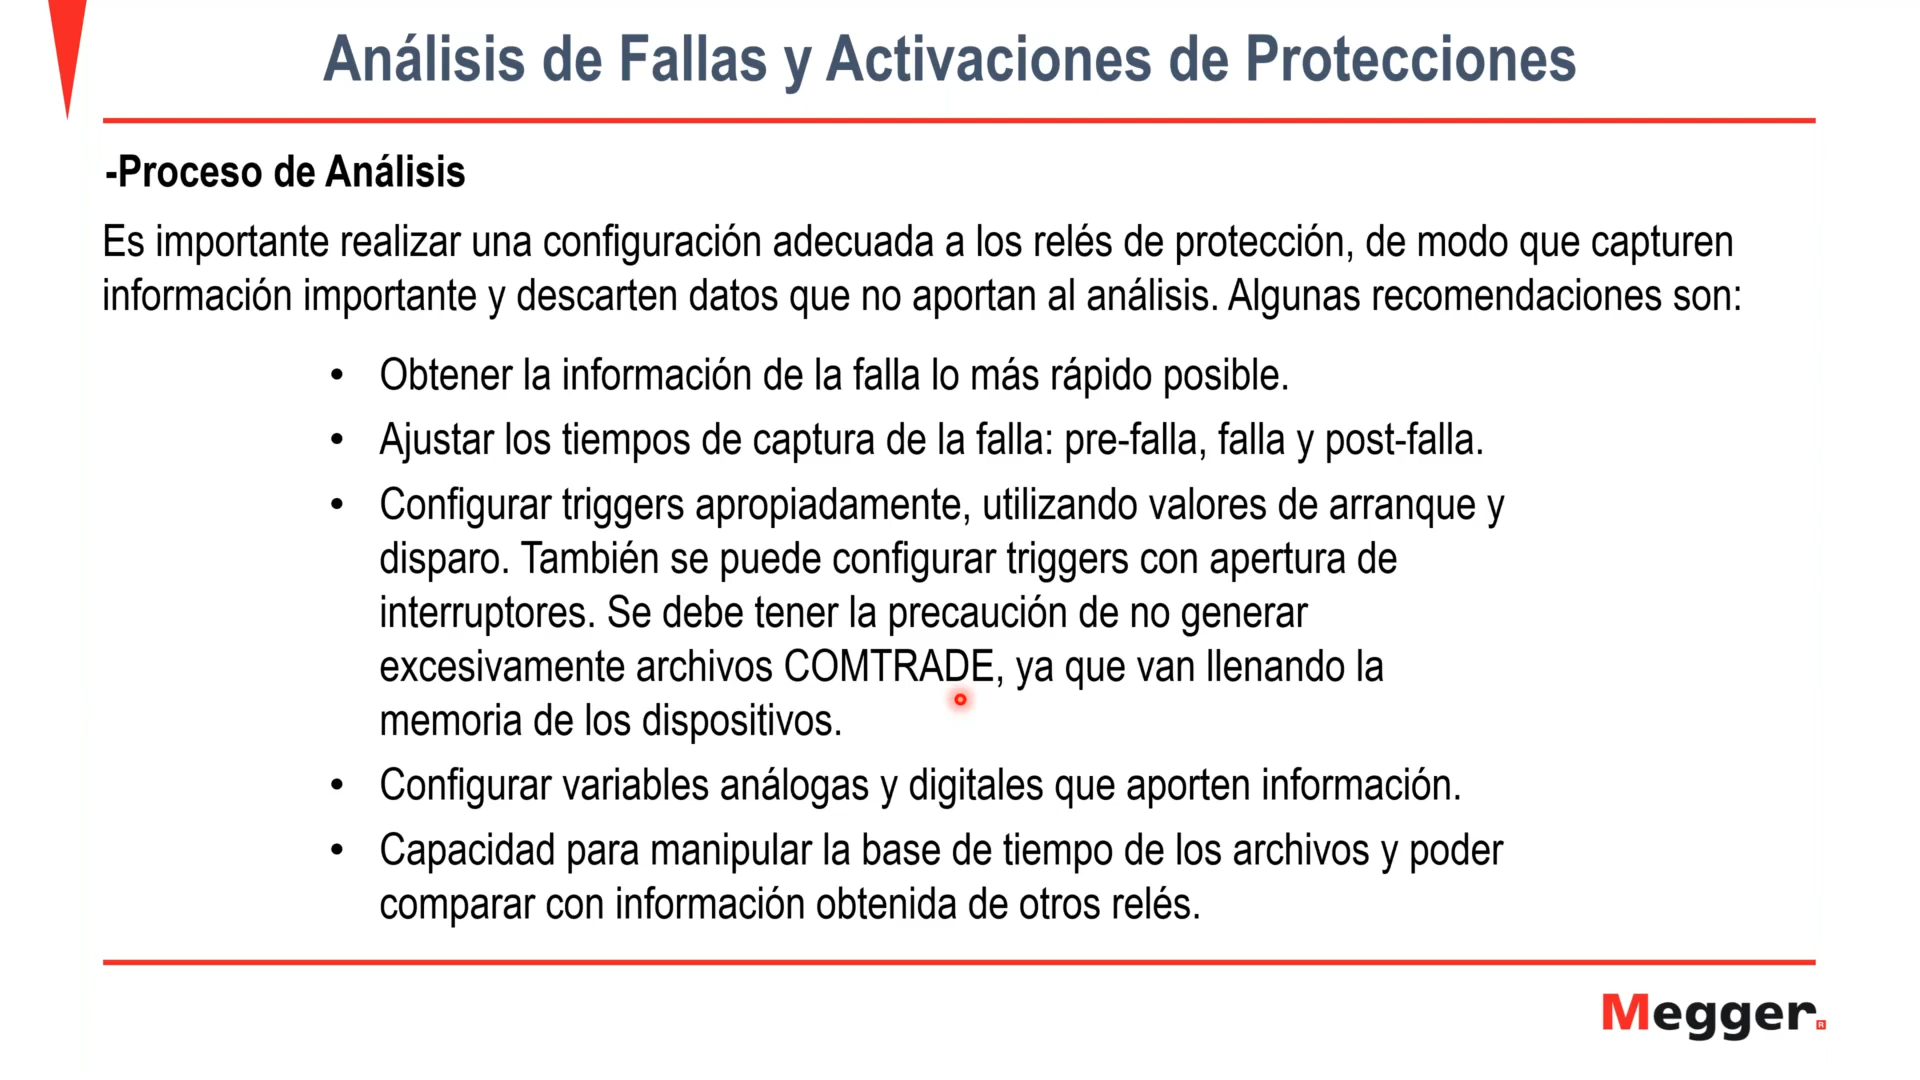 Análisis de Fallas y Activaciones de Protecciones
-Proceso de Análisis
Es importante realizar una configuración adecuada a los relés de protección, de modo que capturen
información importante y descarten datos que no aportan al análisis. Algunas recomendaciones son:
• Obtener la información de la falla lo más rápido posible.
• Ajustar los tiempos de captura de la falla: pre-falla, falla y post-falla.
• Configurar triggers apropiadamente, utilizando valores de arranque y
disparo. También se puede configurar triggers con apertura de
interruptores. Se debe tener la precaución de no generar
excesivamente archivos COMTRADE, ya que van llenando la
memoria de los dispositivos.
• Configurar variables análogas y digitales que aporten información.
• Capacidad para manipular la base de tiempo de los archivos y poder
comparar con información obtenida de otros relés.
Megger.